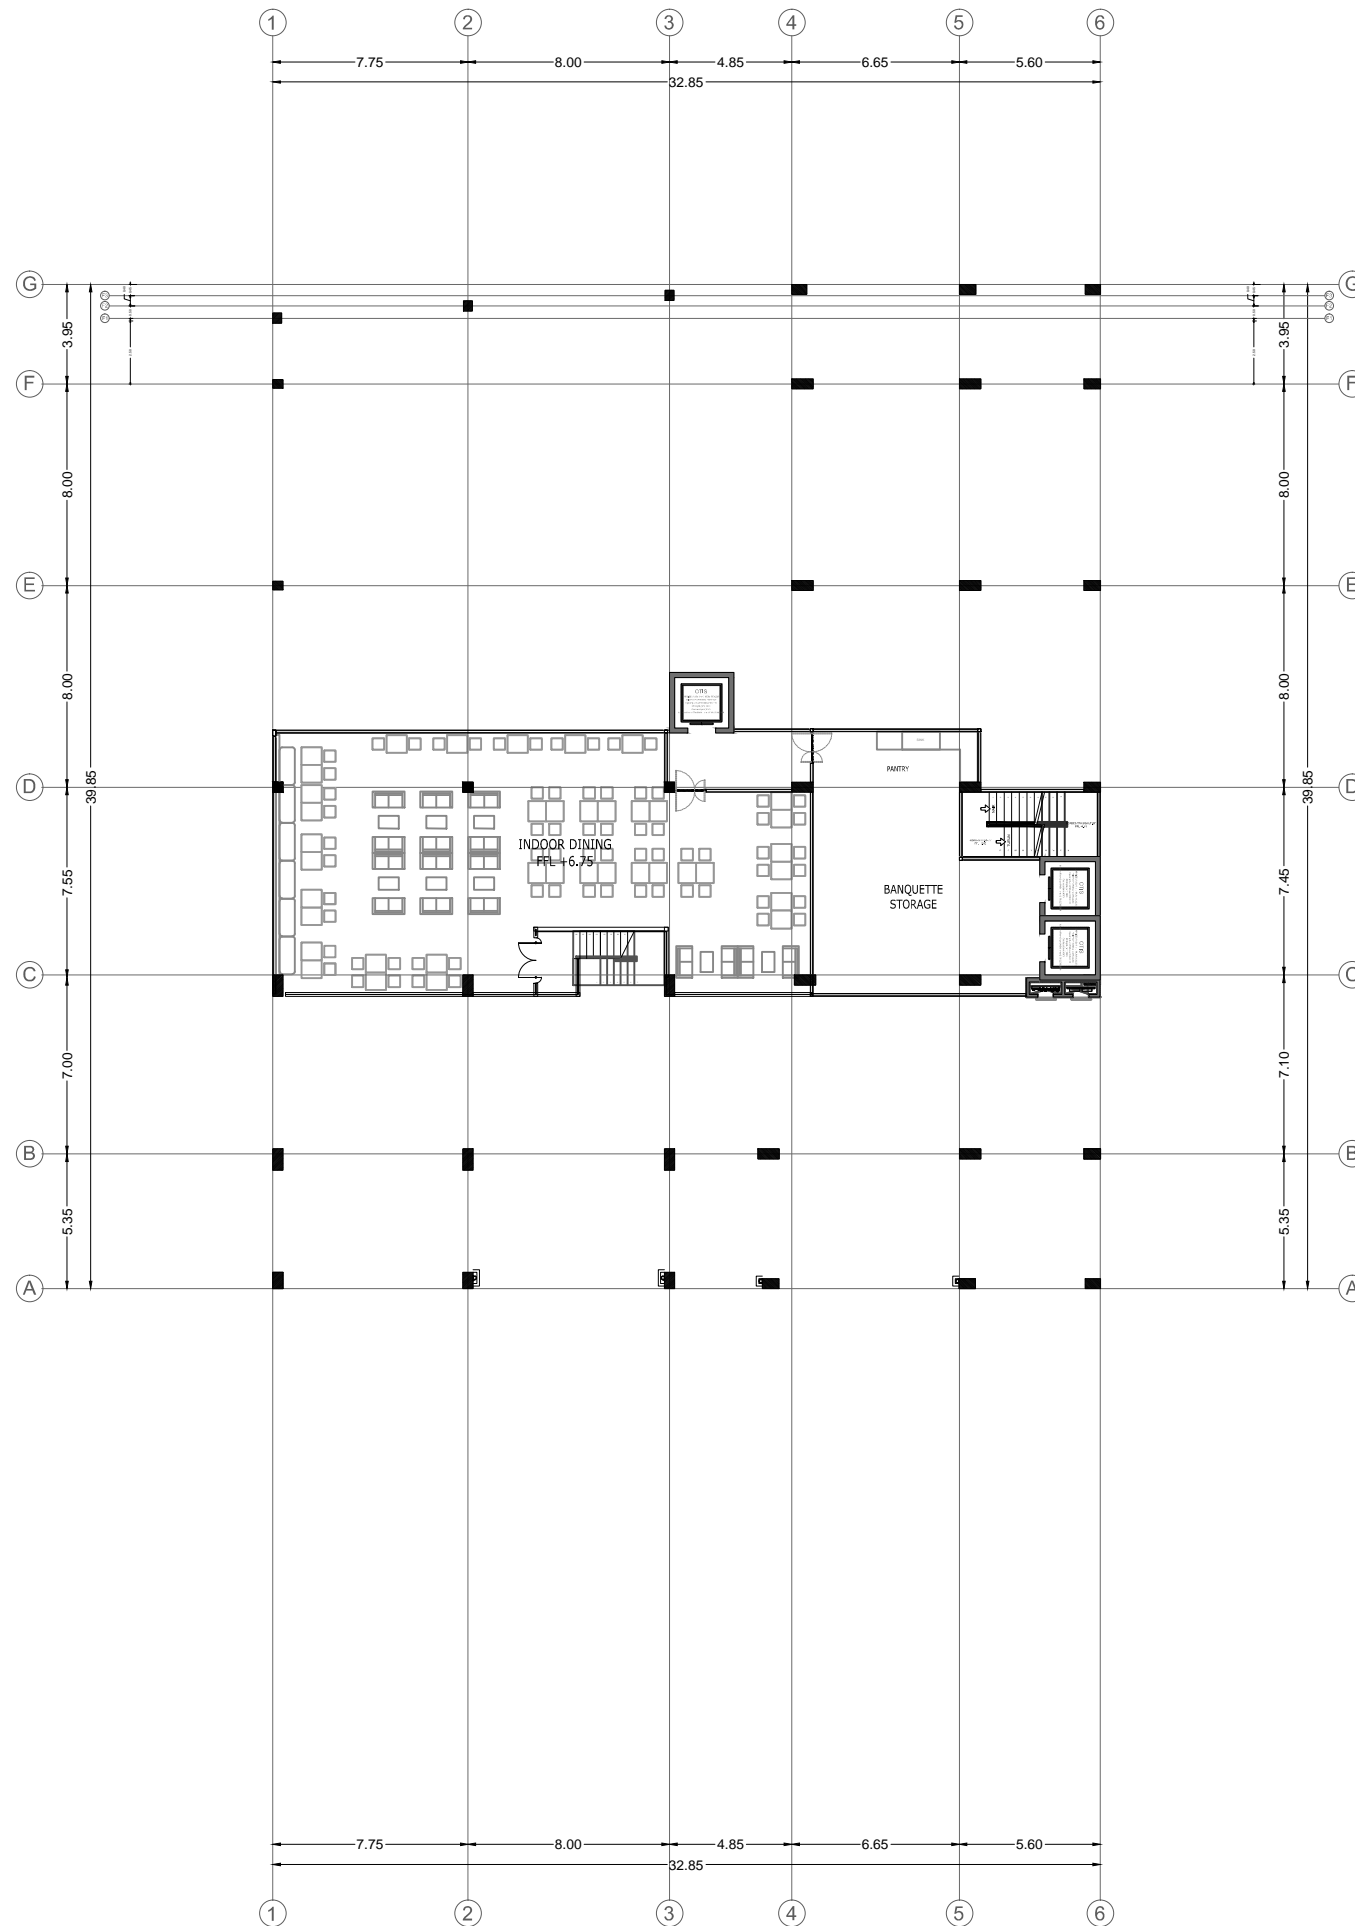 1 2 3 4 5 6
7.75 8.00 4.85 6.65 5.60
32.85
G G
3.95 3.95
F F
8.00 8.00
E E
8.00 8.00
OTIS
PANTRY
D D
39.85 39.85
INDOOR DINING
FFL +6.75
7.55 7.45
BANQUETTE
STORAGE
OTIS
OTIS
C C
7.00 7.10
B B
5.35 5.35
A A
7.75 8.00 4.85 6.65 5.60
32.85
1 2 3 4 5 6